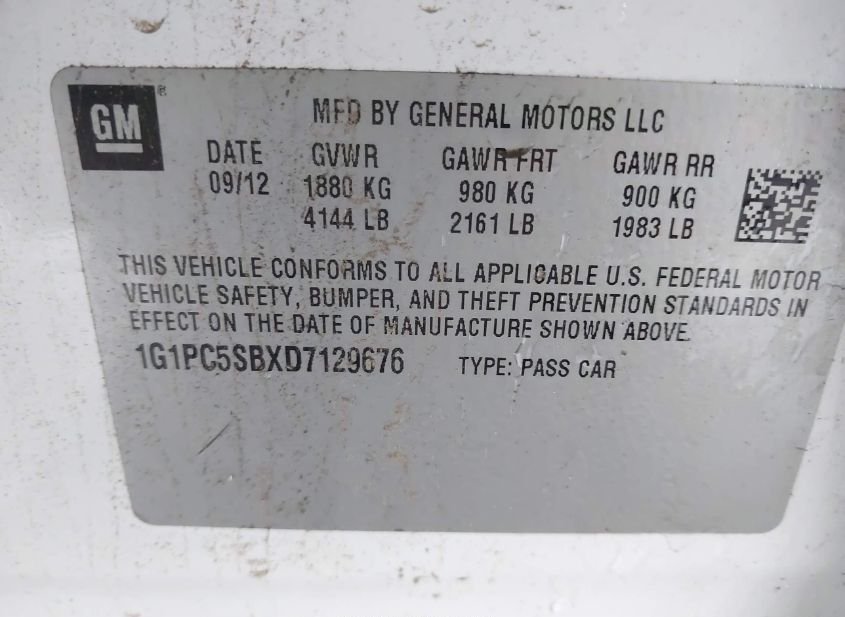 GM®
MFD BY GENERAL MOTORS LLC
DATE GVWR GAWR FRT GAWR RR
09/12 1880 KG 980 KG 900 KG
4144 LB 2161 LB 1983 LB
THIS VEHICLE CONFORMS TO ALL APPLICABLE U.S. FEDERAL MOTOR
VEHICLE SAFETY, BUMPER, AND THEFT PREVENTION STANDARDS IN
EFFECT ON THE DATE OF MANUFACTURE SHOWN ABOVE.
1G1PC5SBXD7129676 TYPE: PASS CAR